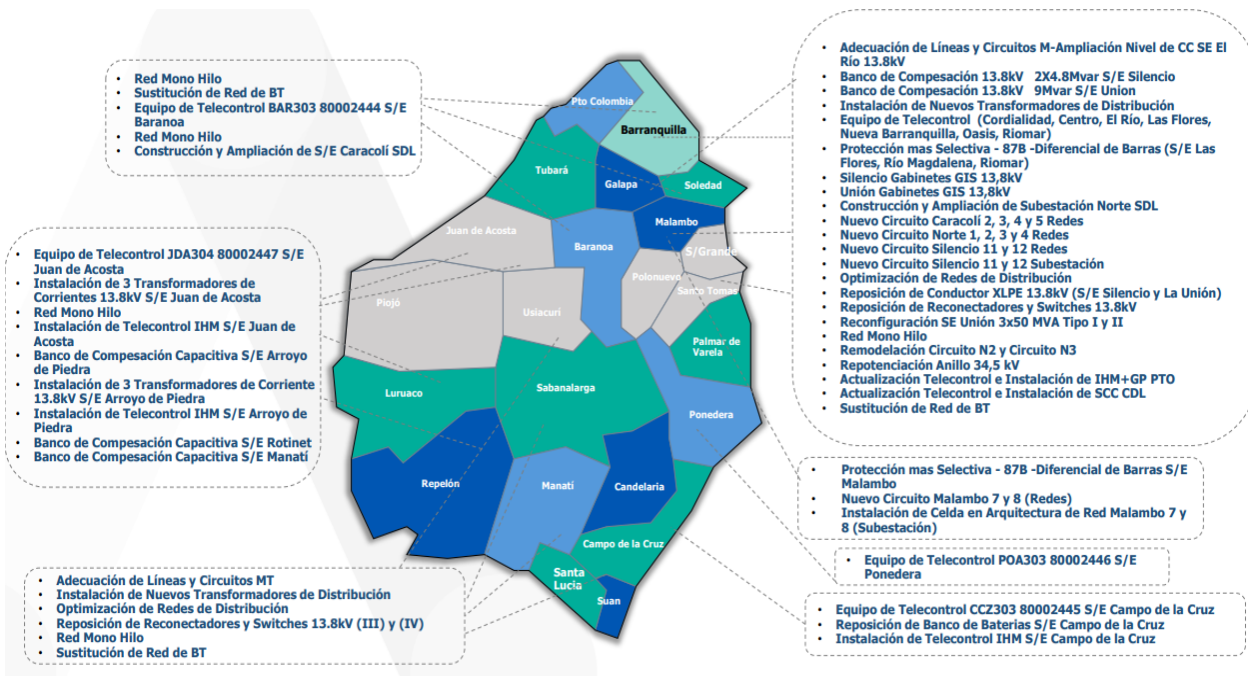 • Red Mono Hilo
• Sustitución de Red de BT
• Equipo de Telecontrol BAR303 80002444 S/E
Baranoa
• Red Mono Hilo
• Construcción y Ampliación de S/E Caracolí SDL
• Equipo de Telecontrol JDA304 80002447 S/E
Juan de Acosta
• Instalación de 3 Transformadores de
Corrientes 13.8kV S/E Juan de Acosta
• Red Mono Hilo
• Instalación de Telecontrol IHM S/E Juan de
Acosta
• Banco de Compesación Capacitiva S/E Arroyo
de Piedra
• Instalación de 3 Transformadores de Corriente
13.8kV S/E Arroyo de Piedra
• Instalación de Telecontrol IHM S/E Arroyo de
Piedra
• Banco de Compesación Capacitiva S/E Rotinet
• Banco de Compesación Capacitiva S/E Manatí
• Adecuación de Líneas y Circuitos MT
• Instalación de Nuevos Transformadores de Distribución
• Optimización de Redes de Distribución
• Reposición de Reconectadores y Switches 13.8kV (III) y (IV)
• Red Mono Hilo
• Sustitución de Red de BT
Pto Colombia
Barranquilla
Tubará
Galapa
Soledad
Malambo
Juan de Acosta
Baranoa
S/Grande
Polonuevo
Santo Tomas
Piojó
Usiacurí
Palmar de
Varela
Luruaco
Sabanalarga
Ponedera
Repelón
Manatí
Candelaria
Campo de la Cruz
Santa
Lucia
Suan
• Adecuación de Líneas y Circuitos M-Ampliación Nivel de CC SE El
Río 13.8kV
• Banco de Compesación 13.8kV 2X4.8Mvar S/E Silencio
• Banco de Compesación 13.8kV 9Mvar S/E Union
• Instalación de Nuevos Transformadores de Distribución
• Equipo de Telecontrol (Cordialidad, Centro, El Río, Las Flores,
Nueva Barranquilla, Oasis, Riomar)
• Protección mas Selectiva - 87B -Diferencial de Barras (S/E Las
Flores, Río Magdalena, Riomar)
• Silencio Gabinetes GIS 13,8kV
• Unión Gabinetes GIS 13,8kV
• Construcción y Ampliación de Subestación Norte SDL
• Nuevo Circuito Caracolí 2, 3, 4 y 5 Redes
• Nuevo Circuito Norte 1, 2, 3 y 4 Redes
• Nuevo Circuito Silencio 11 y 12 Redes
• Nuevo Circuito Silencio 11 y 12 Subestación
• Optimización de Redes de Distribución
• Reposición de Conductor XLPE 13.8kV (S/E Silencio y La Unión)
• Reposición de Reconectadores y Switches 13.8kV
• Reconfiguración SE Unión 3x50 MVA Tipo I y II
• Red Mono Hilo
• Remodelación Circuito N2 y Circuito N3
• Repotenciación Anillo 34,5 kV
• Actualización Telecontrol e Instalación de IHM+GP PTO
• Actualización Telecontrol e Instalación de SCC CDL
• Sustitución de Red de BT
• Protección mas Selectiva - 87B -Diferencial de Barras S/E
Malambo
• Nuevo Circuito Malambo 7 y 8 (Redes)
• Instalación de Celda en Arquitectura de Red Malambo 7 y
8 (Subestación)
• Equipo de Telecontrol POA303 80002446 S/E
Ponedera
• Equipo de Telecontrol CCZ303 80002445 S/E Campo de la Cruz
• Reposición de Banco de Baterias S/E Campo de la Cruz
• Instalación de Telecontrol IHM S/E Campo de la Cruz